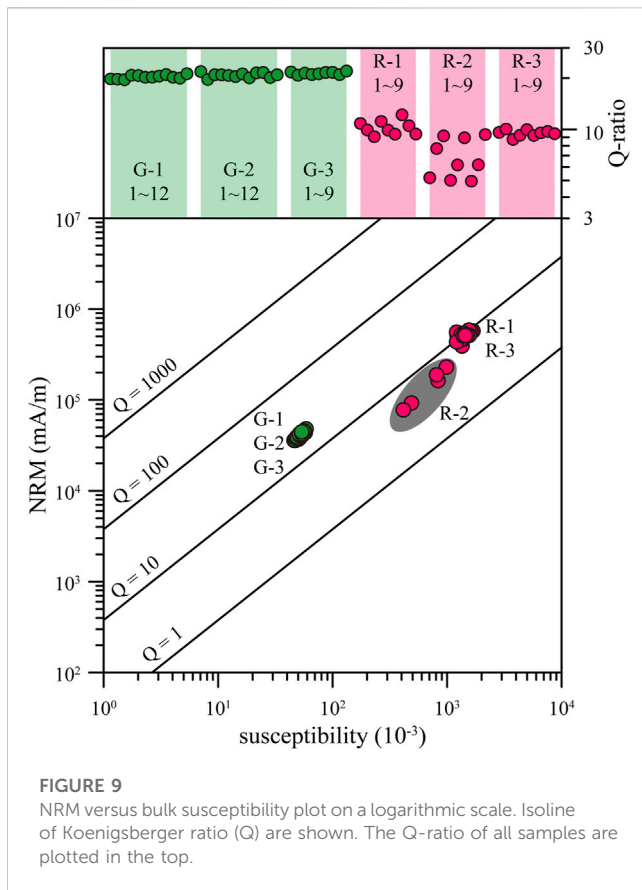 30
10
3
Q-ratio
R-1
1~9
R-2
1~9
R-3
1~9
G-1
1~12
G-2
1~12
G-3
1~9
10⁷
10⁶
10⁵
10⁴
10³
10²
NRM (mA/m)
Q = 1000
Q = 100
Q = 10
Q = 1
R-1
R-3
R-2
G-1
G-2
G-3
10⁰
10¹
10²
10³
10⁴
susceptibility (10⁻³)
FIGURE 9
NRM versus bulk susceptibility plot on a logarithmic scale. Isoline
of Koenigsberger ratio (Q) are shown. The Q-ratio of all samples are
plotted in the top.